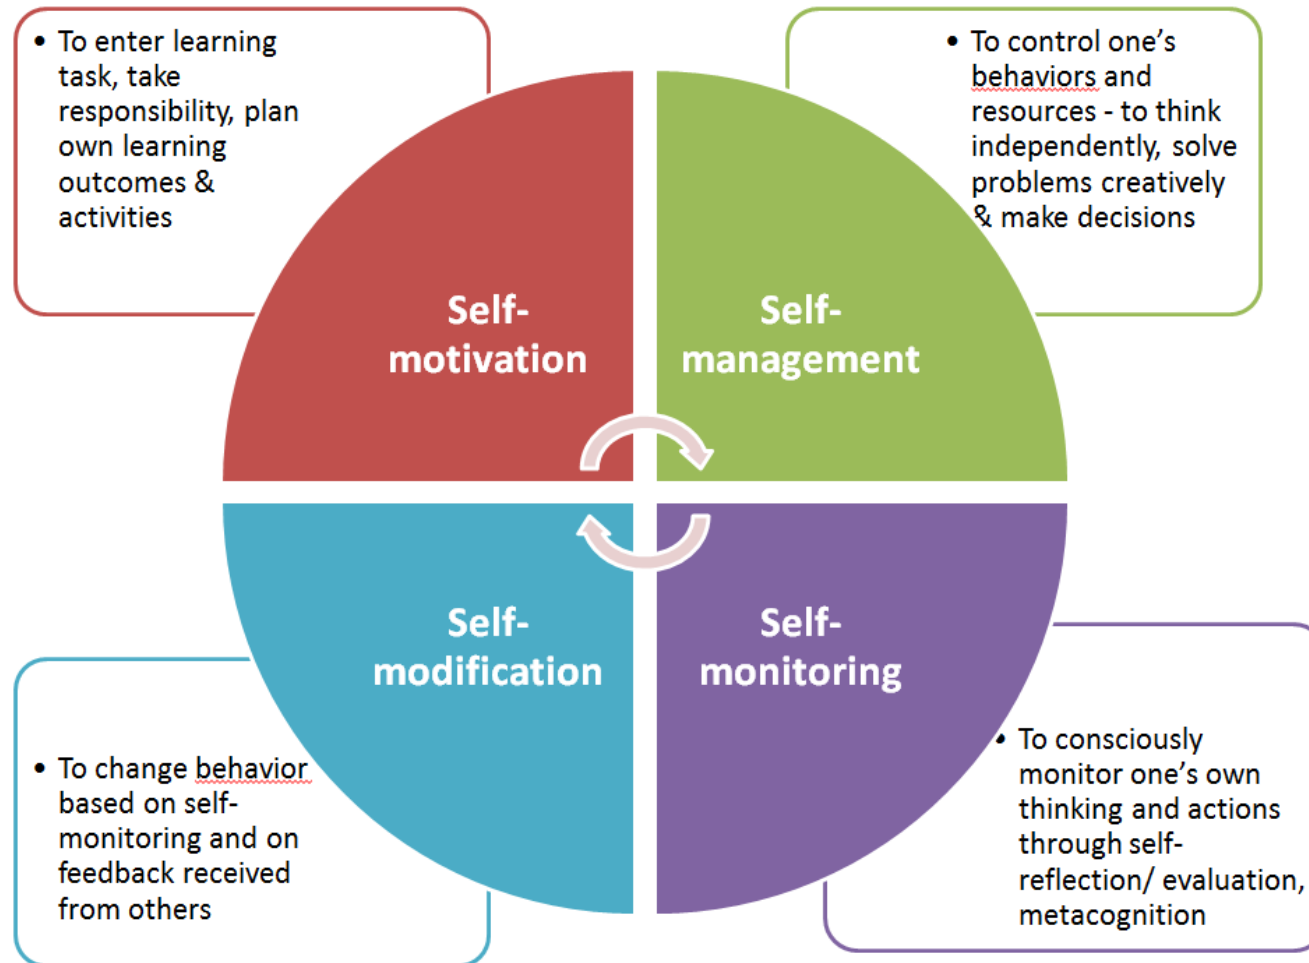 • To enter learning
task, take
responsibility, plan
own learning
outcomes &
activities
• To control one’s
behaviors and
resources - to think
independently, solve
problems creatively
& make decisions
Self-
motivation
Self-
management
Self-
modification
Self-
monitoring
• To change behavior
based on self-
monitoring and on
feedback received
from others
• To consciously
monitor one’s own
thinking and actions
through self-
reflection/ evaluation,
metacognition